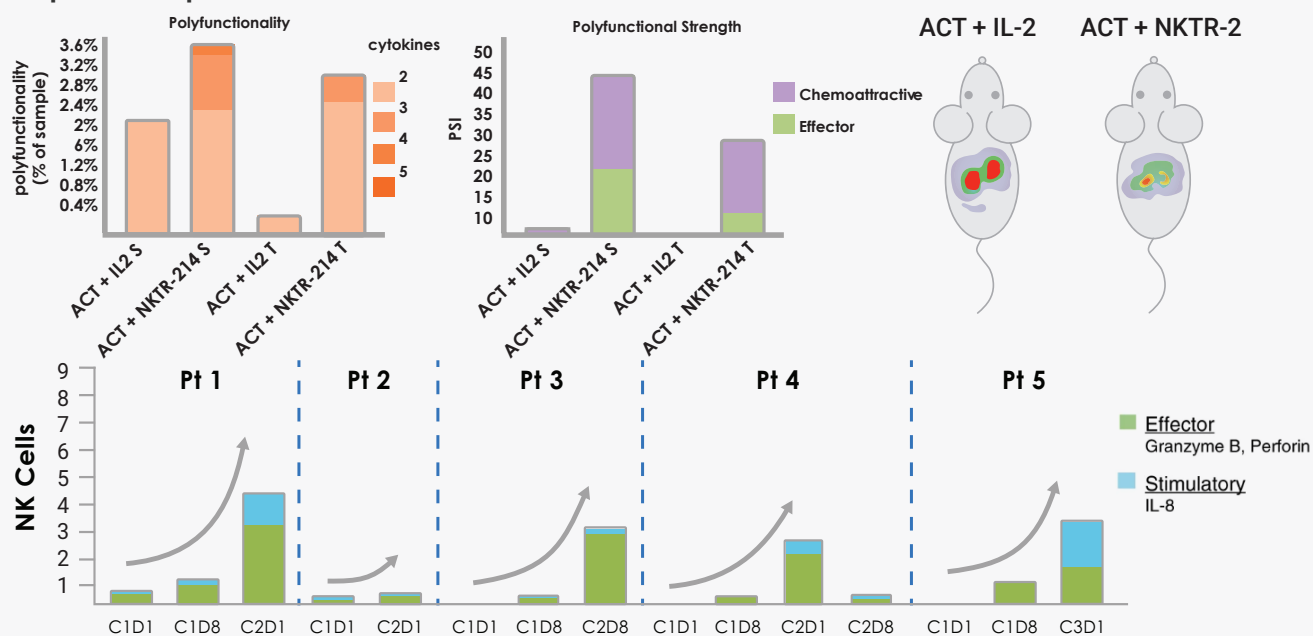 Polyfunctionality
polyfunctionality
(% of sample)
3.6%
3.2%
2.8%
2.4%
2%
6%
1.2%
0.8%
0.4%
cytokines
2
3
4
5
ACT + IL2 S
ACT + NKTR-214 S
ACT + IL2 T
ACT + NKTR-214 T
Polyfunctional Strength
PSI
50
45
40
35
30
25
20
15
10
Chemoattractive
Effector
ACT + IL2 S
ACT + NKTR-214 S
ACT + IL2 T
ACT + NKTR-214 T
ACT + IL-2
ACT + NKTR-2
NK Cells
9
8
7
6
5
4
3
2
1
Pt 1
Pt 2
Pt 3
Pt 4
Pt 5
C1D1 C1D8 C2D1 C1D1 C2D1 C1D1 C1D8 C2D8 C1D1 C1D8 C2D1 C2D8 C1D1 C1D8 C3D1
Effector
Granzyme B, Perforin
Stimulatory
IL-8